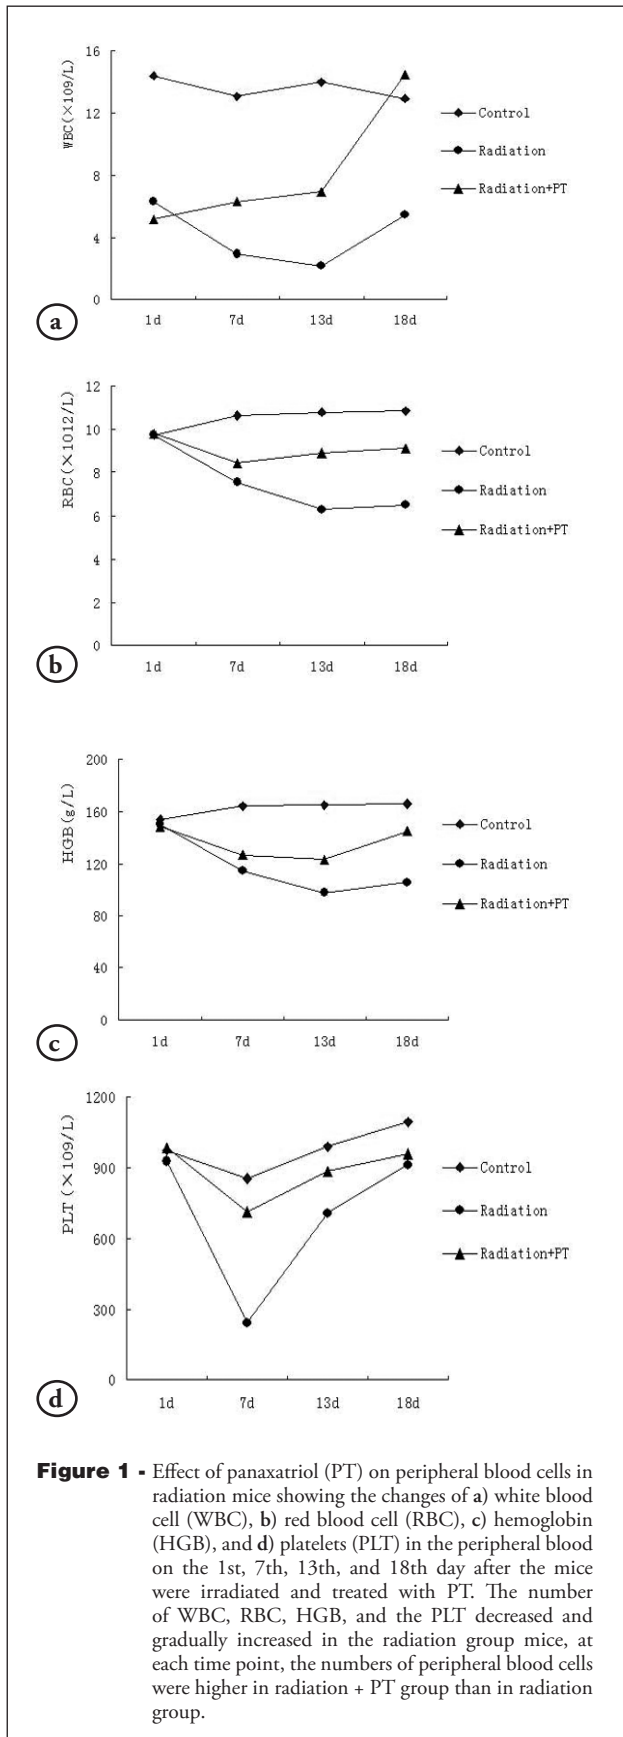 16
12
8
4
0
WBC(×109/L)
1d 7d 13d 18d
Control
Radiation
Radiation+PT
a
12
10
8
6
4
2
0
RBC(×1012/L)
1d 7d 13d 18d
Control
Radiation
Radiation+PT
b
200
160
120
80
40
0
HGB(g/L)
1d 7d 13d 18d
Control
Radiation
Radiation+PT
c
1200
900
600
300
0
PLT(×109/L)
1d 7d 13d 18d
Control
Radiation
Radiation+PT
d
Figure 1 - Effect of panaxatriol (PT) on peripheral blood cells in
radiation mice showing the changes of a) white blood
cell (WBC), b) red blood cell (RBC), c) hemoglobin
(HGB), and d) platelets (PLT) in the peripheral blood
on the 1st, 7th, 13th, and 18th day after the mice
were irradiated and treated with PT. The number
of WBC, RBC, HGB, and the PLT decreased and
gradually increased in the radiation group mice, at
each time point, the numbers of peripheral blood cells
were higher in radiation + PT group than in radiation
group.